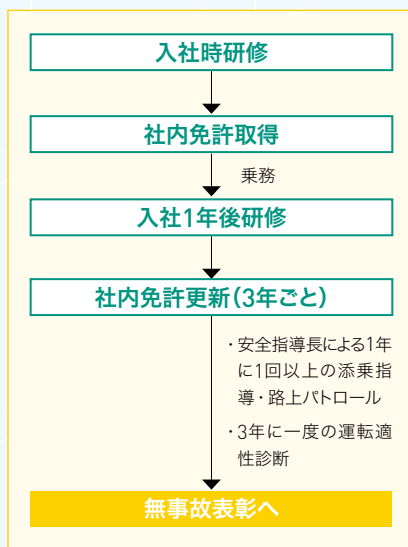 入社時研修
社内免許取得
乗務
入社1年後研修
社内免許更新(3年ごと)
・安全指導長による1年
に1回以上の添乗指
導・路上パトロール
・3年に一度の運転適
性診断
無事故表彰へ